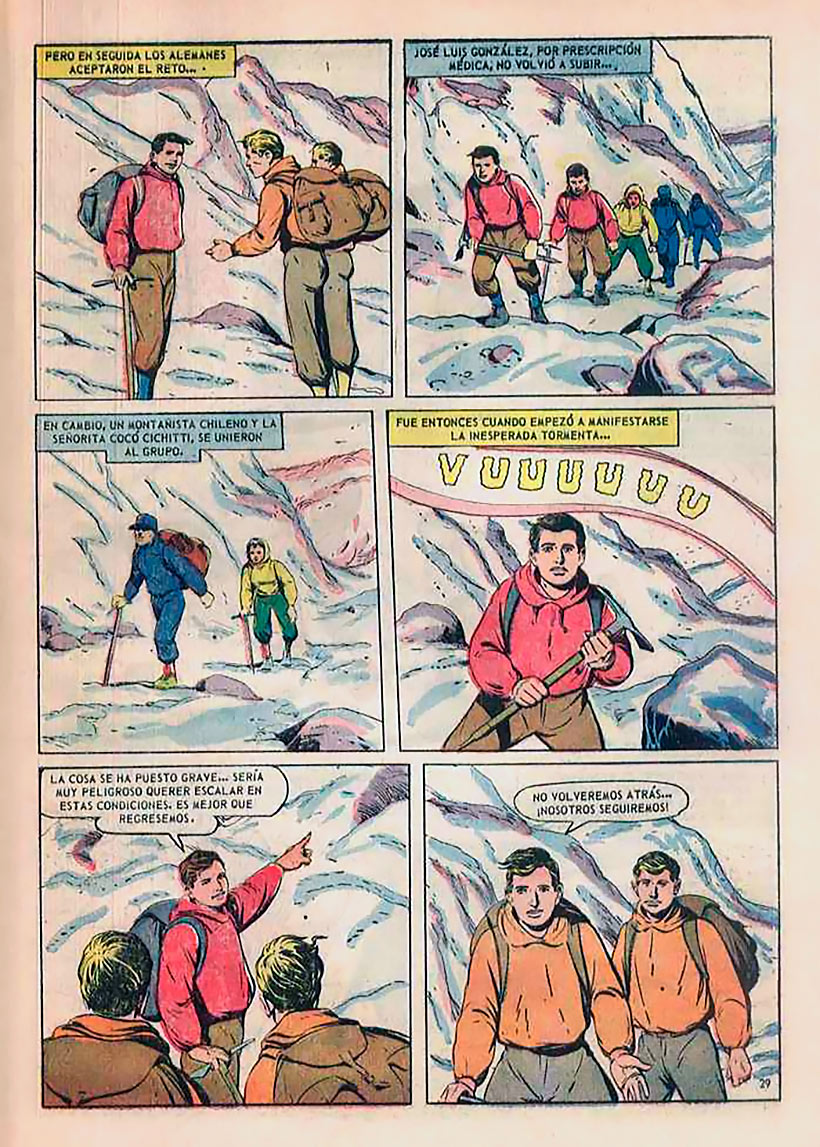 PERO EN SEGUIDA LOS ALEMANES
ACEPTARON EL RETO...
JOSÉ LUIS GONZÁLEZ, POR PRESCRIPCIÓN
MÉDICA, NO VOLVIÓ A SUBIR...
EN CAMBIO, UN MONTAÑISTA CHILENO Y LA
SEÑORITA COCÓ CICHITTI, SE UNIERON
AL GRUPO.
FUE ENTONCES CUANDO EMPEZÓ A MANIFESTARSE
LA INESPERADA TORMENTA...
VUUUUUU
LA COSA SE HA PUESTO GRAVE... SERÍA
MUY PELIGROSO QUERER ESCALAR EN
ESTAS CONDICIONES. ES MEJOR QUE
REGRESEMOS.
NO VOLVEREMOS ATRÁS...
¡NOSOTROS SEGUIREMOS!
29